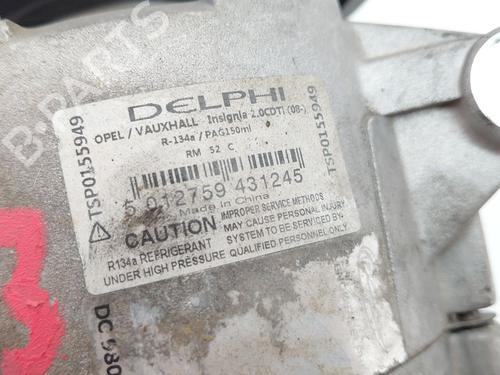 DELPHI
OPEL / VAUXHALL Insignia 2.0CDTI (08-)
R-134a / PAG150ml
RM 52 C
5 012759 431245
Made in China
CAUTION IMPROPER SERVICE METHODS
MAY CAUSE PERSONAL INJURY
R134a REFRIGERANT SYSTEM TO BE SERVICED BY
UNDER HIGH PRESSURE QUALIFIED PERSONNEL ONLY.
TSP0155949
TSP0155949
B-PARTS